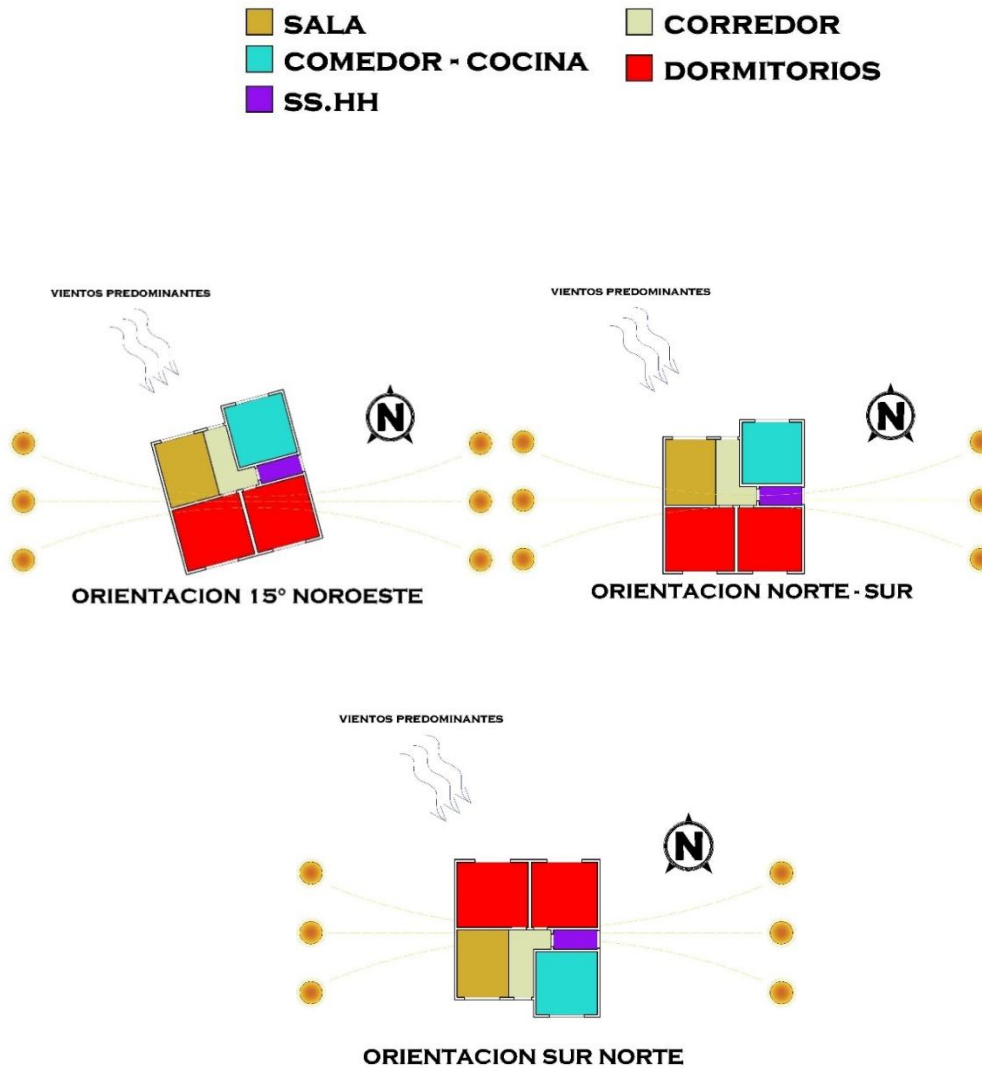 SALA
CORREDOR
COMEDOR - COCINA
DORMITORIOS
SS.HH
VIENTOS PREDOMINANTES
VIENTOS PREDOMINANTES
N
N
ORIENTACION 15° NOROESTE
ORIENTACION NORTE - SUR
VIENTOS PREDOMINANTES
N
ORIENTACION SUR NORTE